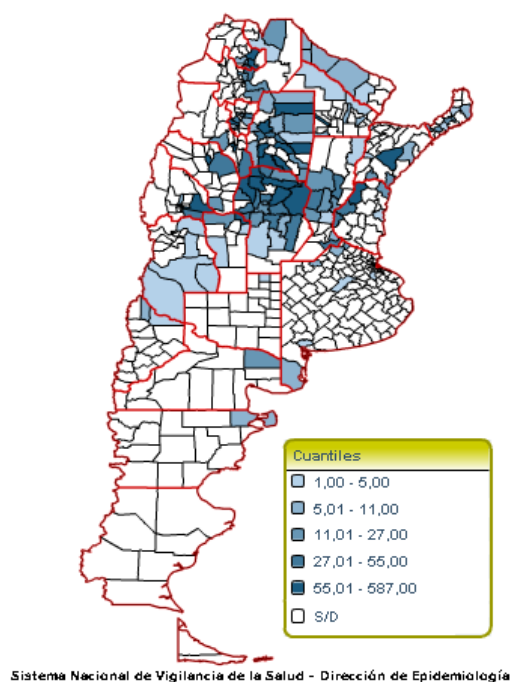 Cuantiles
1,00 - 5,00
5,01 - 11,00
11,01 - 27,00
27,01 - 55,00
55,01 - 587,00
S/D
Sistema Nacional de Vigilancia de la Salud - Dirección de Epidemiología